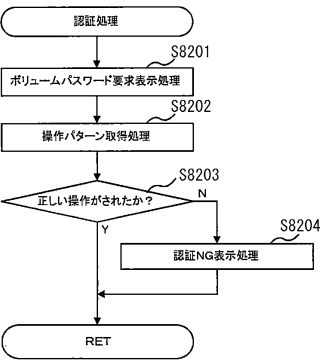 認証処理
S8201
ボリュームパスワード要求表示処理
S8202
操作パターン取得処理
S8203
正しい操作がされたか？
N
Y
S8204
認証NG表示処理
RET